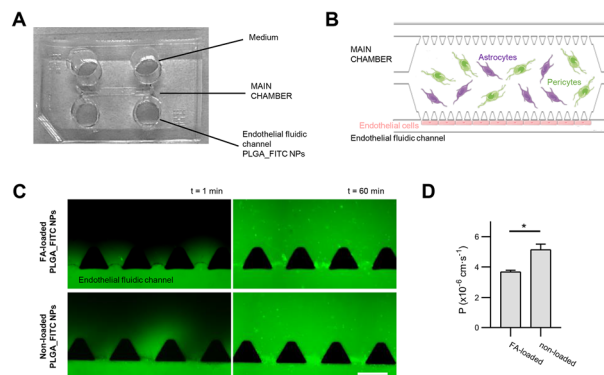 A
Medium
MAIN
CHAMBER
Endothelial fluidic
channel
PLGA_FITC NPs
B
MAIN
CHAMBER
Astrocytes
Pericytes
Endothelial cells
Endothelial fluidic channel
C
t = 1 min
t = 60 min
FA-loaded
PLGA_FITC NPs
Endothelial fluidic channel
Non-loaded
PLGA_FITC NPs
D
P (x10-6 cm·s-1)
6
4
2
0
*
FA-loaded
non-loaded